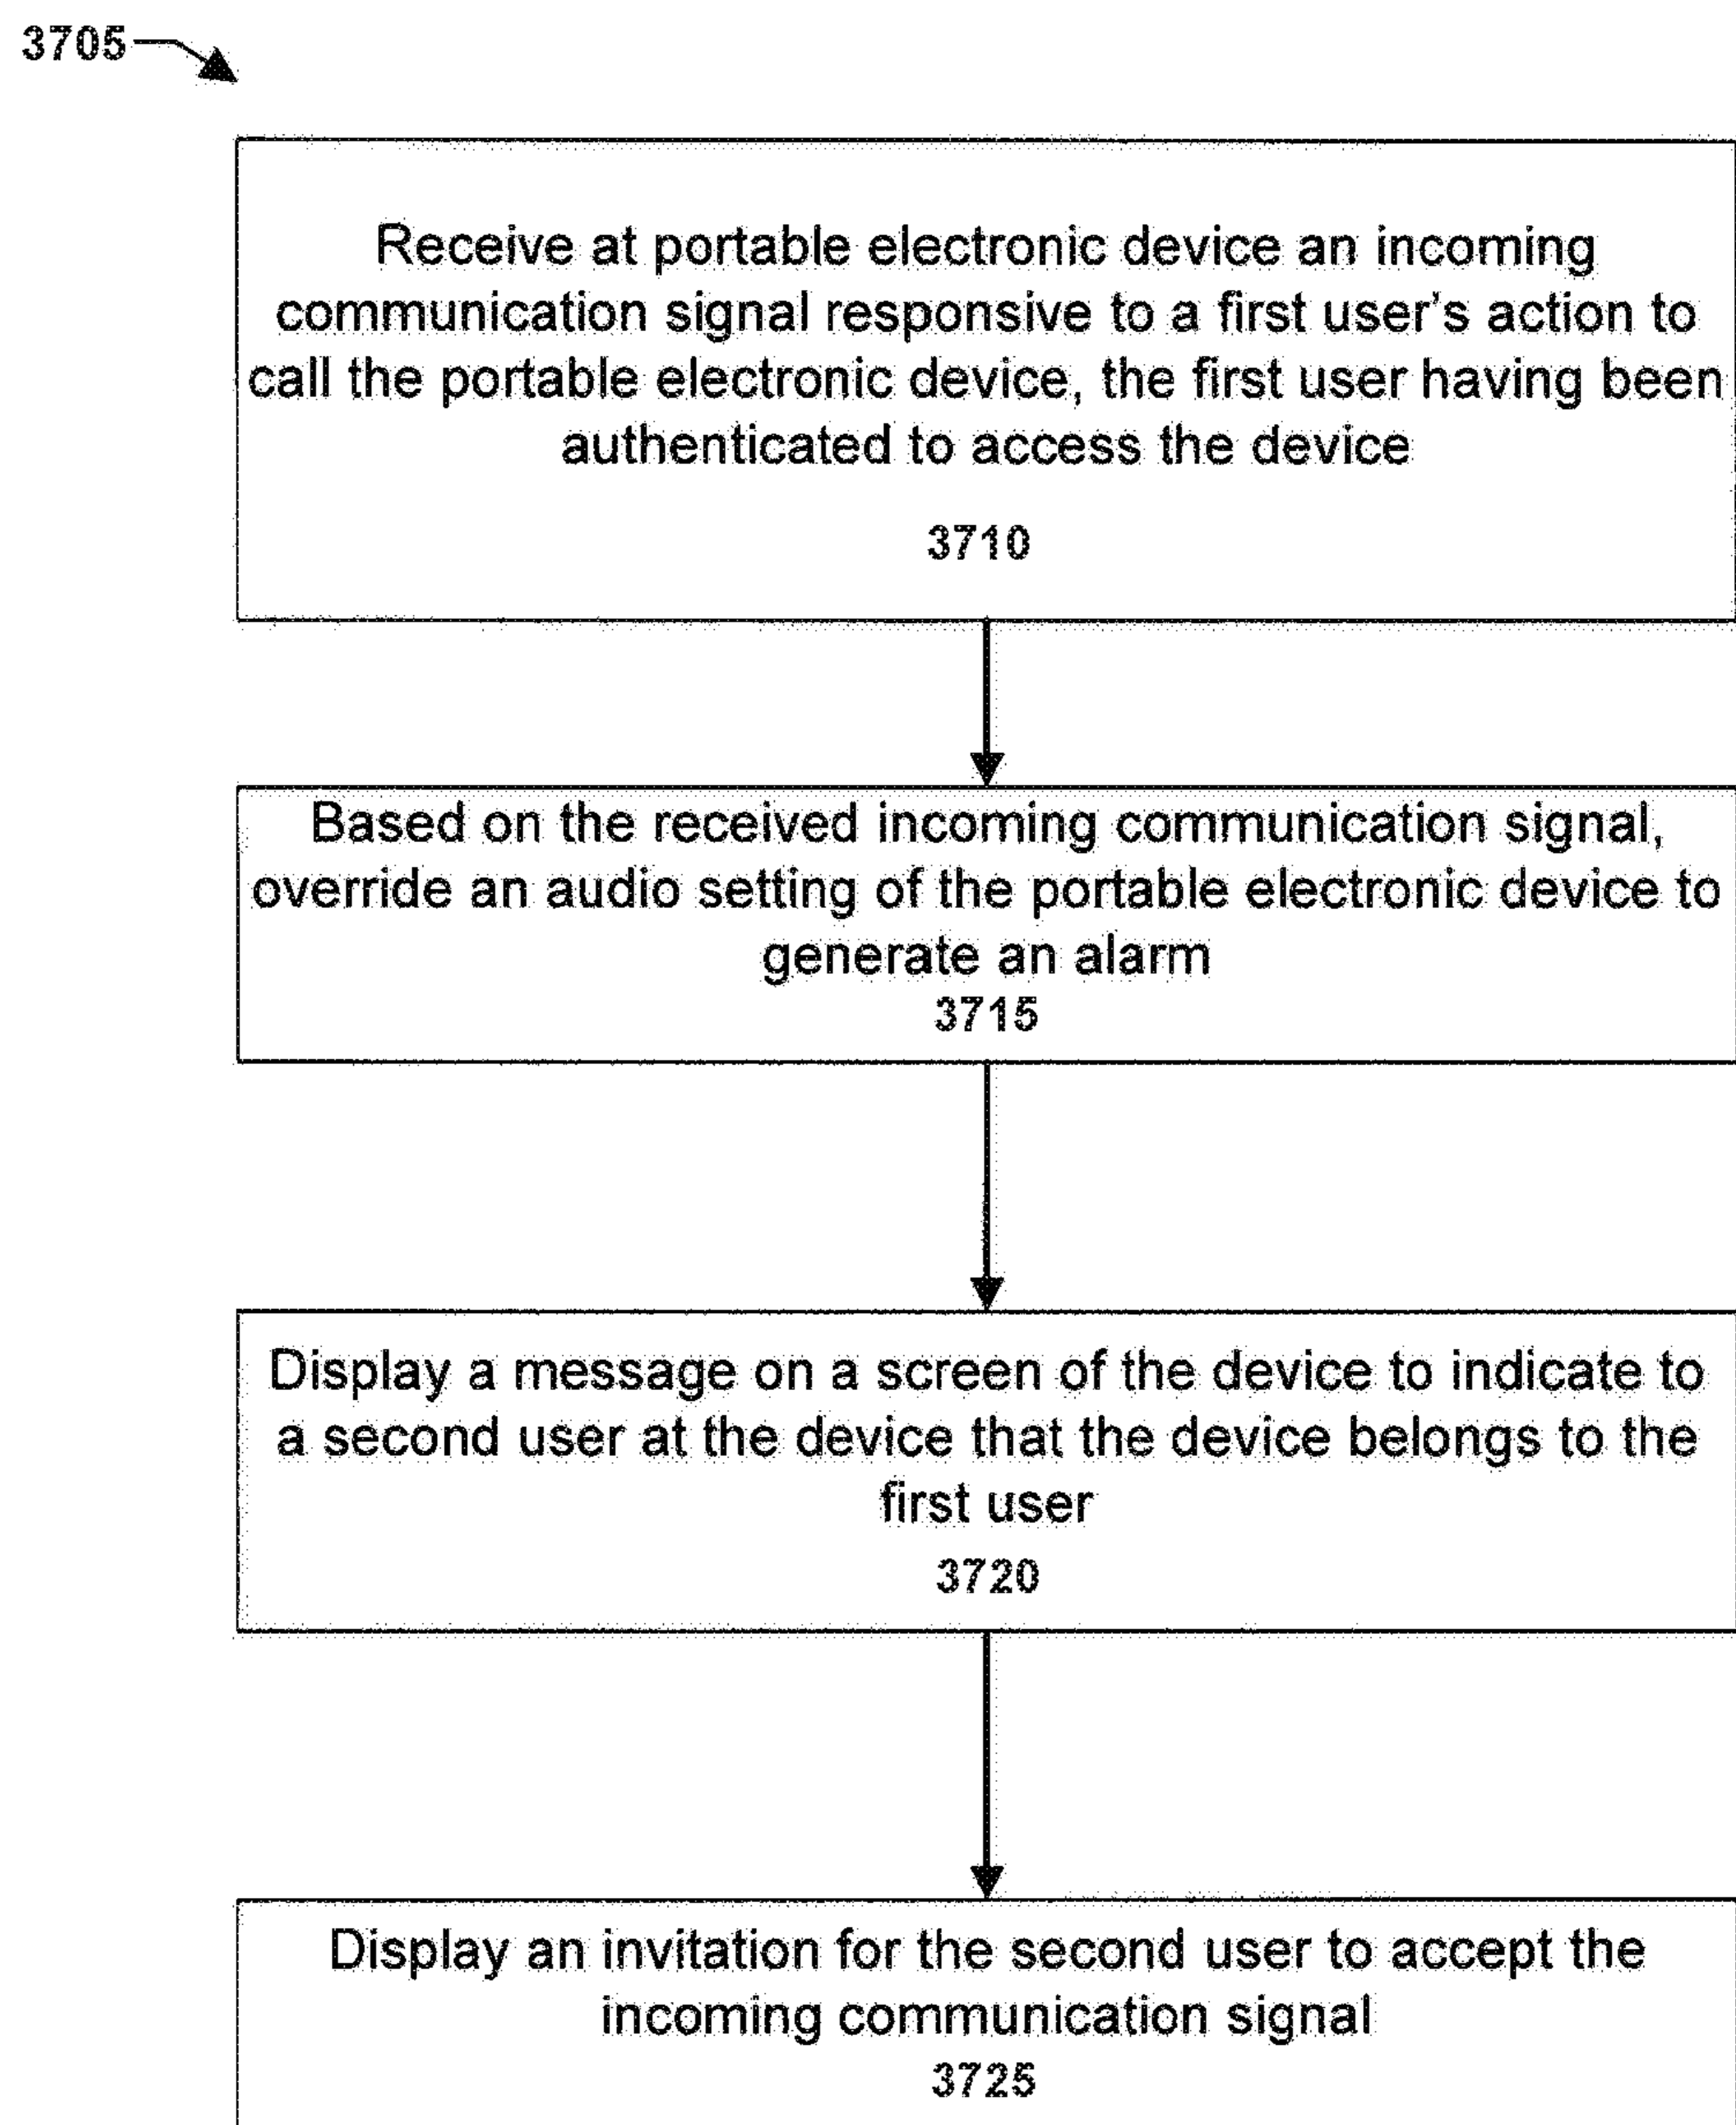 3705
Receive at portable electronic device an incoming
communication signal responsive to a first user's action to
call the portable electronic device, the first user having been
authenticated to access the device
3710
Based on the received incoming communication signal,
override an audio setting of the portable electronic device to
generate an alarm
3715
Display a message on a screen of the device to indicate to
a second user at the device that the device belongs to the
first user
3720
Display an invitation for the second user to accept the
incoming communication signal
3725